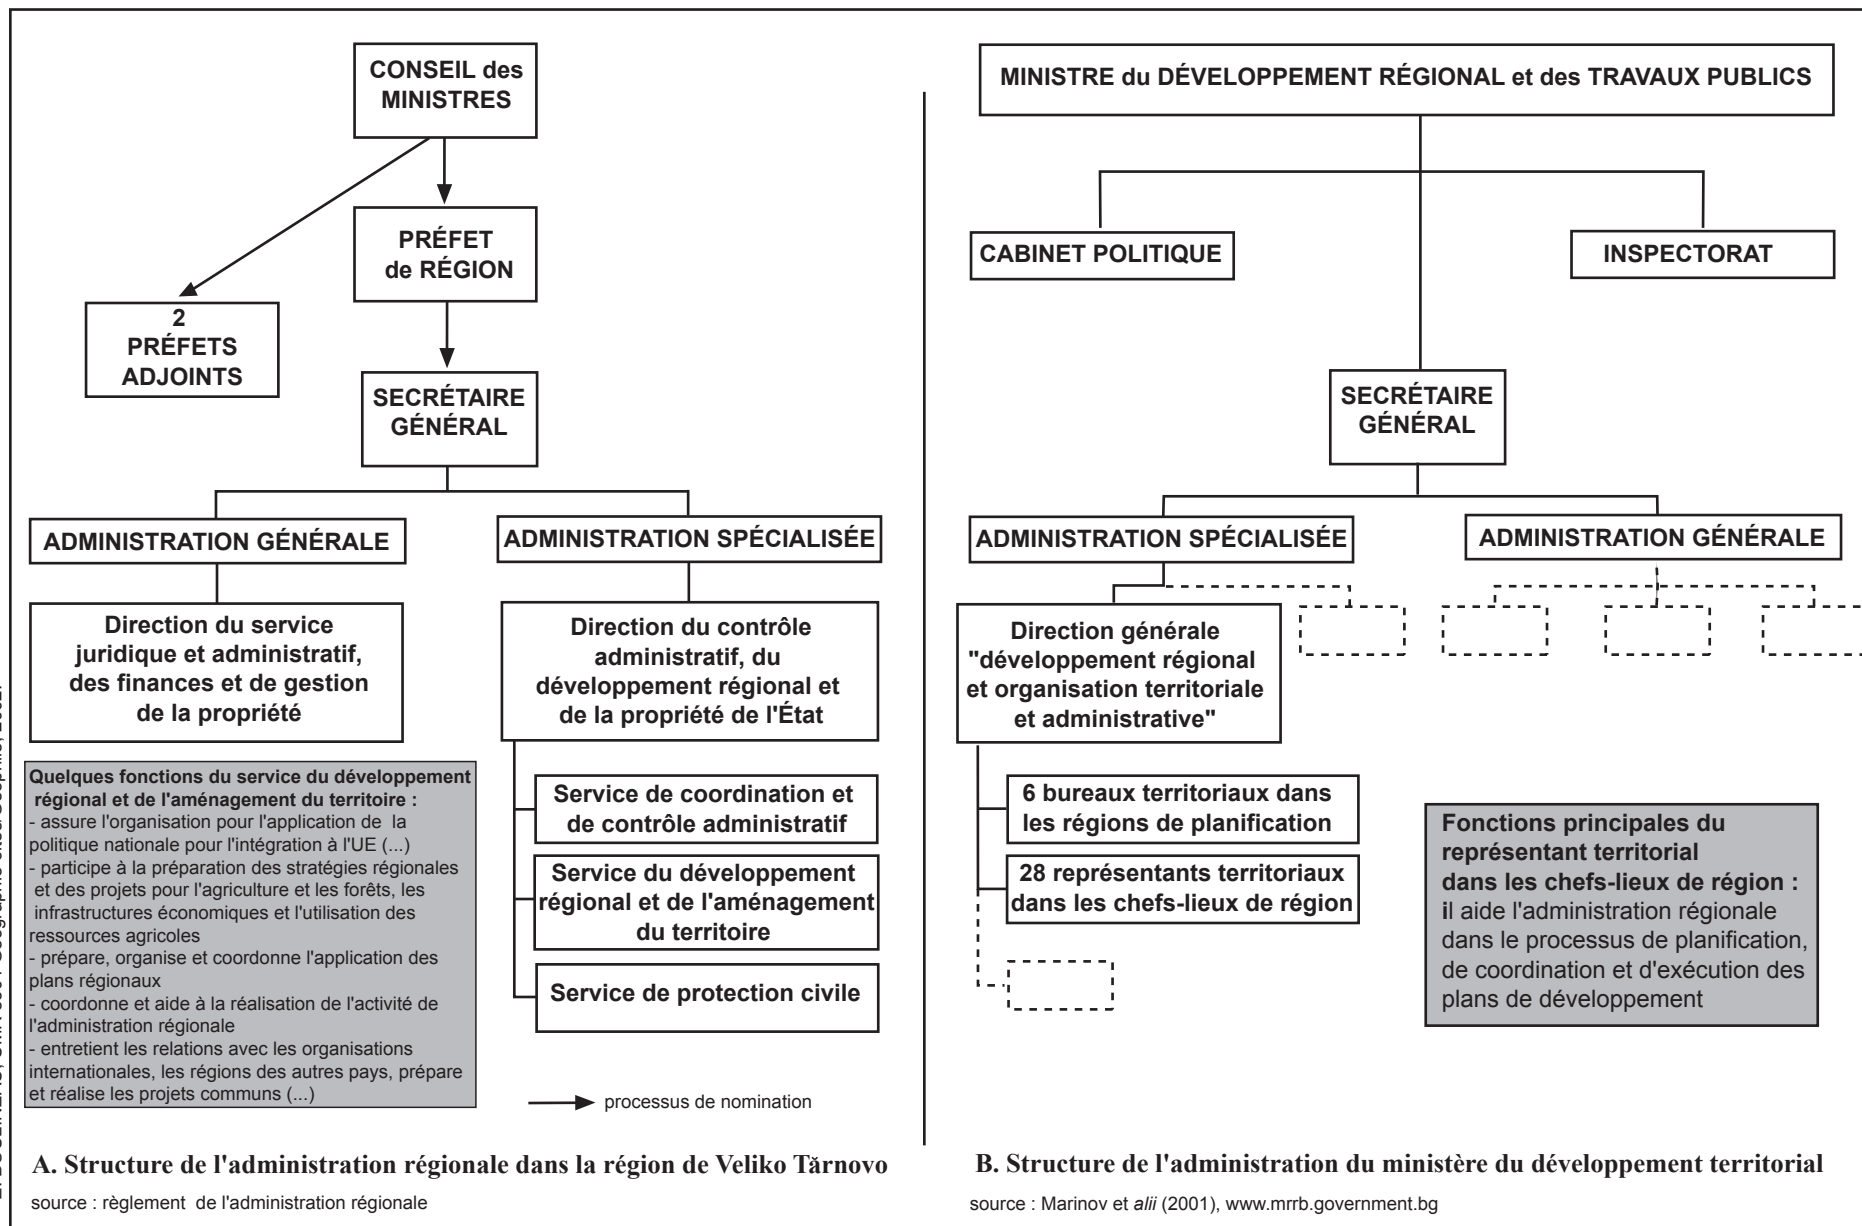 CONSEIL des
MINISTRES
PRÉFET
de RÉGION
2
PRÉFETS
ADJOINTS
SECRÉTAIRE
GÉNÉRAL
ADMINISTRATION GÉNÉRALE
ADMINISTRATION SPÉCIALISÉE
Direction du service
juridique et administratif,
des finances et de gestion
de la propriété
Direction du contrôle
administratif, du
développement régional et
de la propriété de l'État
Quelques fonctions du service du développement
régional et de l'aménagement du territoire :
- assure l'organisation pour l'application de la
politique nationale pour l'intégration à l'UE (...)
- participe à la préparation des stratégies régionales
et des projets pour l'agriculture et les forêts, les
infrastructures économiques et l'utilisation des
ressources agricoles
- prépare, organise et coordonne l'application des
plans régionaux
- coordonne et aide à la réalisation de l'activité de
l'administration régionale
- entretient les relations avec les organisations
internationales, les régions des autres pays, prépare
et réalise les projets communs (...)
Service de coordination et
de contrôle administratif
Service du développement
régional et de l'aménagement
du territoire
Service de protection civile
processus de nomination
A. Structure de l'administration régionale dans la région de Veliko Tărnovo
source : règlement de l'administration régionale
MINISTRE du DÉVELOPPEMENT RÉGIONAL et des TRAVAUX PUBLICS
CABINET POLITIQUE
INSPECTORAT
SECRÉTAIRE
GÉNÉRAL
ADMINISTRATION SPÉCIALISÉE
ADMINISTRATION GÉNÉRALE
Direction générale
"développement régional
et organisation territoriale
et administrative"
6 bureaux territoriaux dans
les régions de planification
28 représentants territoriaux
dans les chefs-lieux de région
Fonctions principales du
représentant territorial
dans les chefs-lieux de région :
il aide l'administration régionale
dans le processus de planification,
de coordination et d'exécution des
plans de développement
B. Structure de l'administration du ministère du développement territorial
source : Marinov et alii (2001), www.mrrb.government.bg